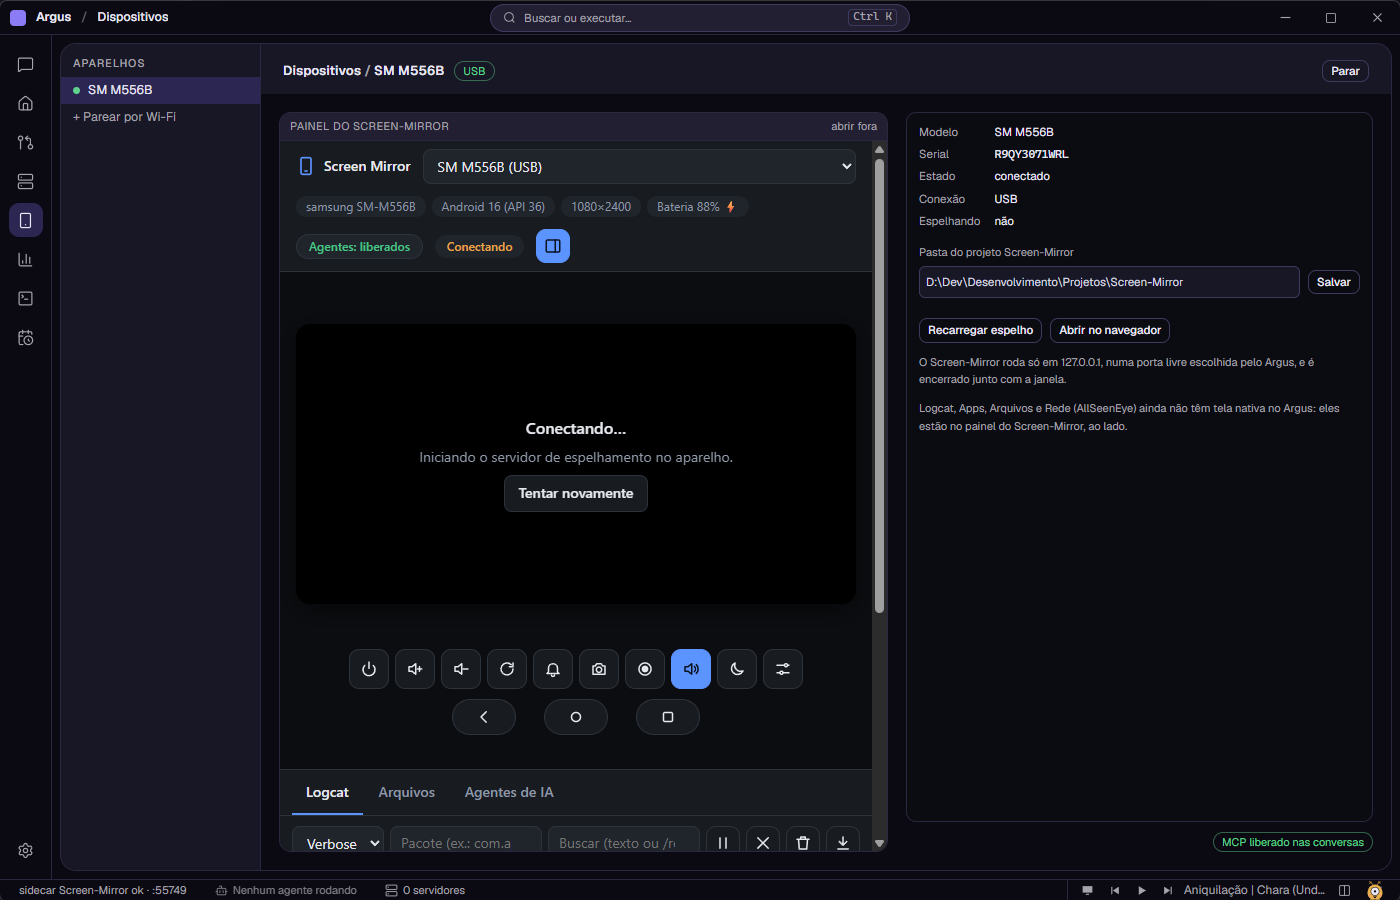 Argus / Dispositivos
Buscar ou executar... Ctrl K
APARELHOS
SM M556B
+ Parear por Wi-Fi
Dispositivos / SM M556B USB
Parar
PAINEL DO SCREEN-MIRROR abrir fora
Screen Mirror SM M556B (USB)
samsung SM-M556B Android 16 (API 36) 1080×2400 Bateria 88%
Agentes: liberados Conectando
Conectando...
Iniciando o servidor de espelhamento no aparelho.
Tentar novamente
Logcat Arquivos Agentes de IA
Verbose Pacote (ex.: com.a Buscar (texto ou /re
Modelo SM M556B
Serial R9QY3071WRL
Estado conectado
Conexão USB
Espelhando não
Pasta do projeto Screen-Mirror
D:\Dev\Desenvolvimento\Projetos\Screen-Mirror Salvar
Recarregar espelho Abrir no navegador
O Screen-Mirror roda só em 127.0.0.1, numa porta livre escolhida pelo Argus, e é
encerrado junto com a janela.
Logcat, Apps, Arquivos e Rede (AllSeenEye) ainda não têm tela nativa no Argus: eles
estão no painel do Screen-Mirror, ao lado.
MCP liberado nas conversas
sidecar Screen-Mirror ok · :55749 Nenhum agente rodando 0 servidores Aniquilação | Chara (Und...